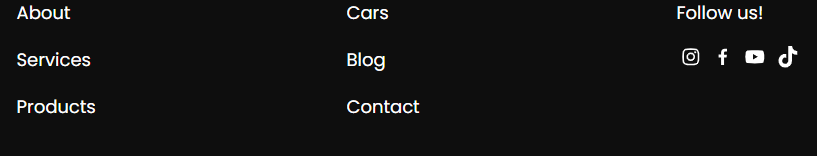 About
Services
Products
Cars
Blog
Contact
Follow us!